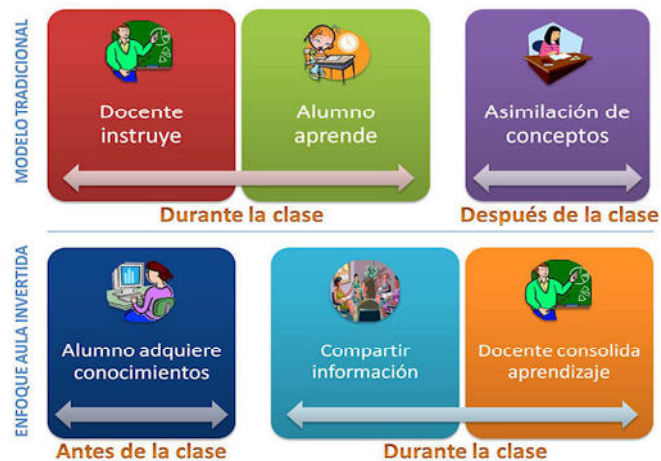 MODELO TRADICIONAL
Docente
instruye
Alumno
aprende
Asimilación de
conceptos
Durante la clase
Después de la clase
ENFOQUE AULA INVERTIDA
Alumno adquiere
conocimientos
Compartir
información
Docente consolida
aprendizaje
Antes de la clase
Durante la clase